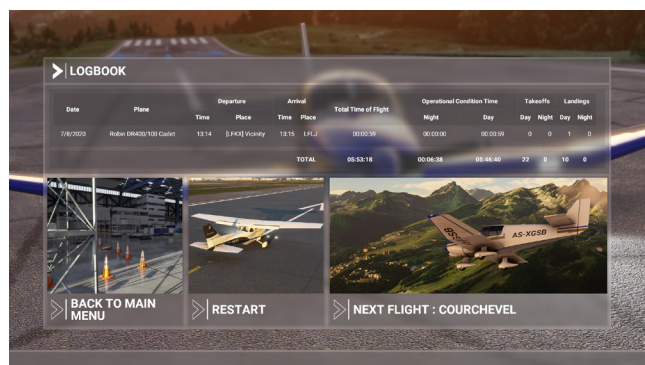 LOGBOOK
Date Plane Departure Arrival Total Time of Flight Operational Condition Time Takeoffs Landings
Time Place Time Place Night Day Day Night Day Night
7/8/2020 Robin DR400/100 Cadet 13:14 [LFKX] Vicinity 13:15 LFLJ 00:00:59 00:00:00 00:00:59 0 0 1 0
TOTAL 05:53:18 00:06:38 05:46:40 22 0 10 0
AS-XGSB
BACK TO MAIN
MENU
RESTART
NEXT FLIGHT : COURCHEVEL